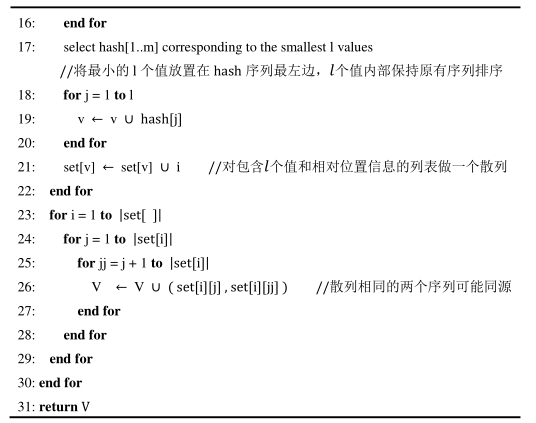 16: end for
17: select hash[1..m] corresponding to the smallest l values
//将最小的 l 个值放置在 hash 序列最左边，l个值内部保持原有序列排序
18: for j = 1 to l
19: v ← v ∪ hash[j]
20: end for
21: set[v] ← set[v] ∪ i //对包含l个值和相对位置信息的列表做一个散列
22: end for
23: for i = 1 to |set[ ]|
24: for j = 1 to |set[i]|
25: for jj = j + 1 to |set[i]|
26: V ← V ∪ ( set[i][j] , set[i][jj] ) //散列相同的两个序列可能同源
27: end for
28: end for
29: end for
30: end for
31: return V